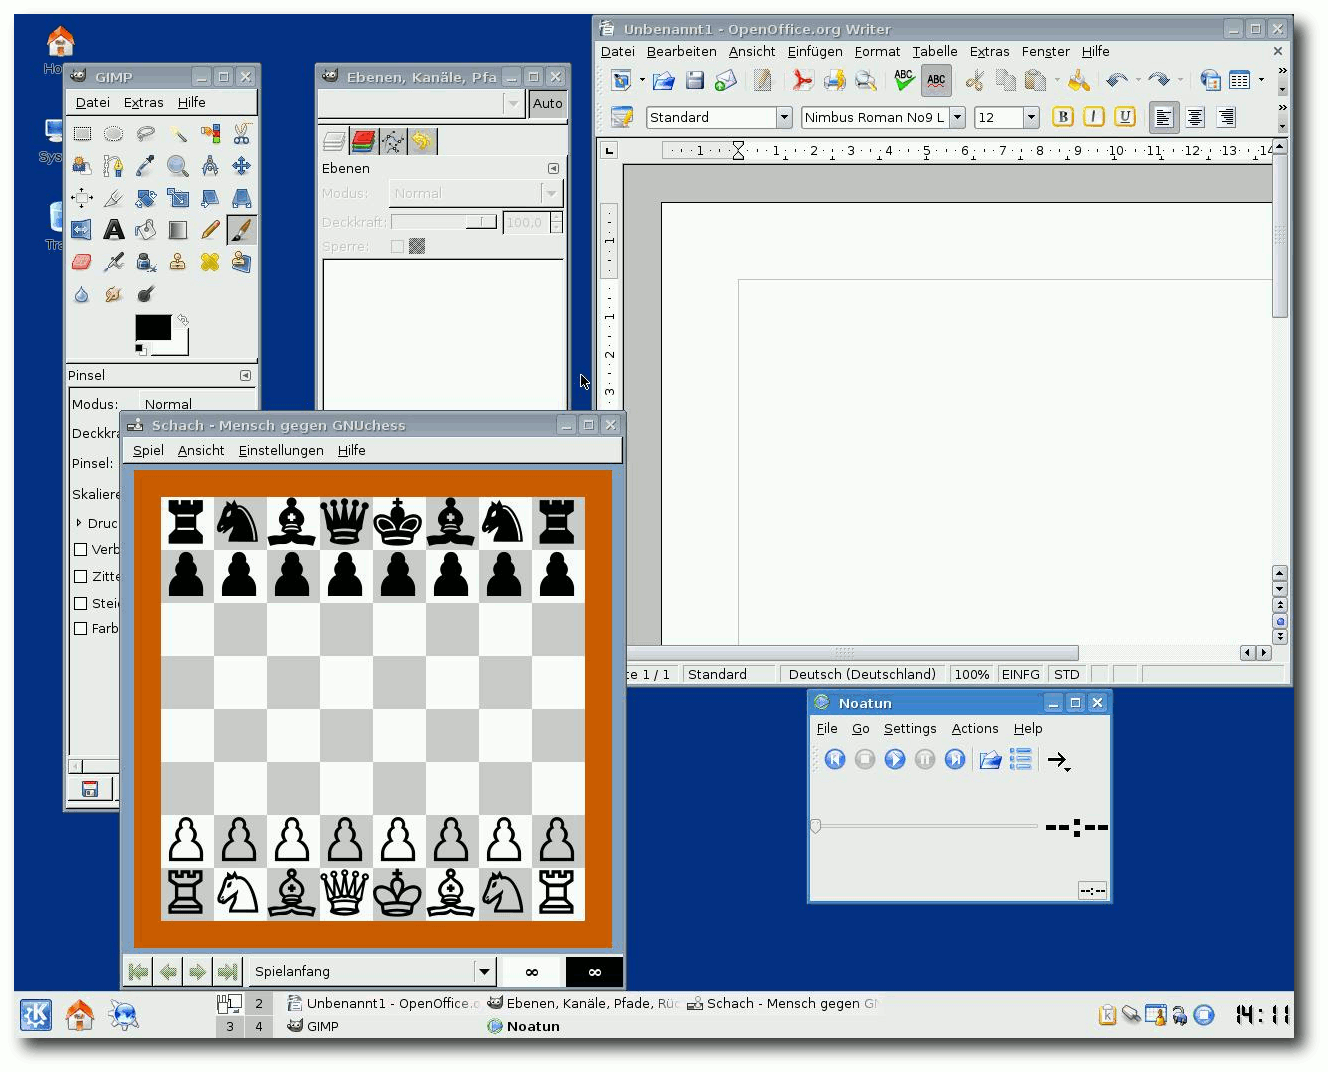 Unbenannt1 - OpenOffice.org Writer
Datei Bearbeiten Ansicht Einfügen Format Tabelle Extras Fenster Hilfe
ABC ABC
Standard Nimbus Roman No9 L 12 B I U
1 1 2 3 4 5 6 7 8 9 10 11 12 13 14
1
1
2
3
te 1 / 1 Standard Deutsch (Deutschland) 100% EINFG STD
GIMP
Datei Extras Hilfe
A
Pinsel
Modus: Normal
Deckkra
Pinsel:
Skaliere
Druc
Verb
Zitte
Stei
Farb
Ebenen, Kanäle, Pfa
Auto
Ebenen
Modus: Normal
Deckkraft: 100,0
Sperre:
Schach - Mensch gegen GNUchess
Spiel Ansicht Einstellungen Hilfe
Spielanfang ∞ ∞
Noatun
File Go Settings Actions Help
--:--
--:--
Ho
Sys
Tra
2 Unbenannt1 - OpenOffice.o Ebenen, Kanäle, Pfade, Rüc Schach - Mensch gegen GN
3 4 GIMP Noatun
14:11